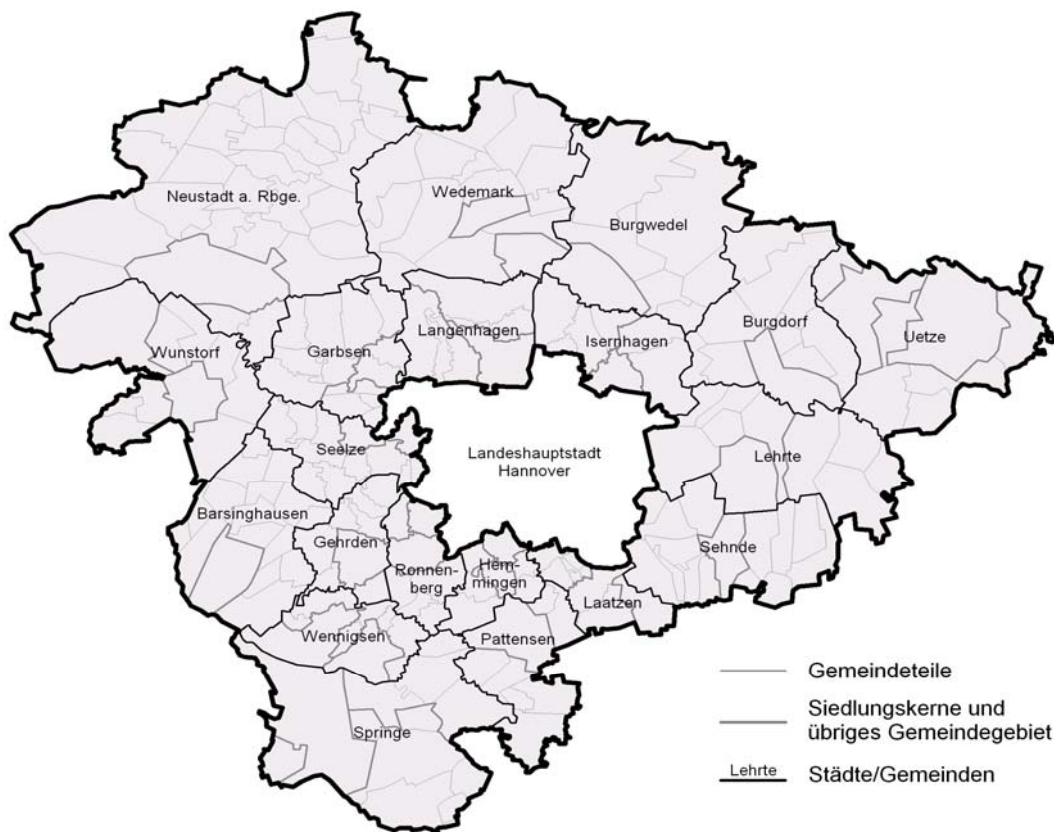 Neustadt a. Rbge.
Wedemark
Burgwedel
Langenhagen
Burgdorf
Uetze
Isernhagen
Wunstorf
Garbsen
Seelze
Landeshauptstadt
Hannover
Lehrte
Barsinghausen
Gehrden
Sehnde
Ronnen-
berg
Hem-
mingen
Laatzen
Wennigsen
Pattensen
Springe
Gemeindeteile
Siedlungskerne und
übriges Gemeindegebiet
Lehrte Städte/Gemeinden